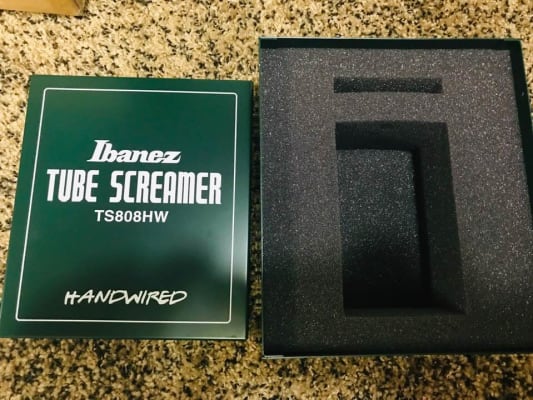 Ibanez
TUBE SCREAMER
TS808HW
HANDWIRED